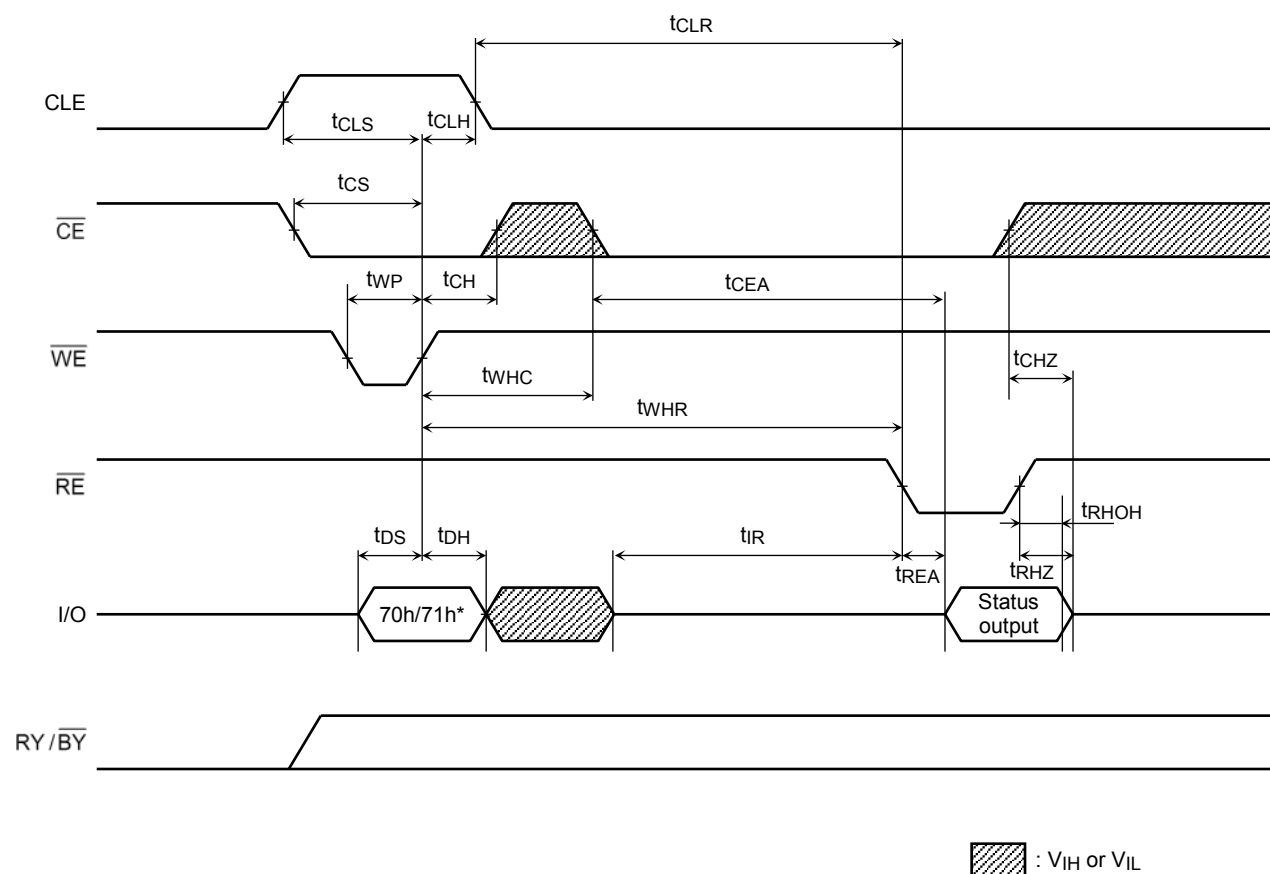 tCLR
CLE
tCLS
tCLH
tCS
CE
tWP
tCH
tCEA
WE
tCHZ
tWHC
tWHR
RE
tRHOH
tDS
tDH
tIR
tREA
tRHZ
I/O
70h/71h*
Status
output
RY/BY
: VIH or VIL